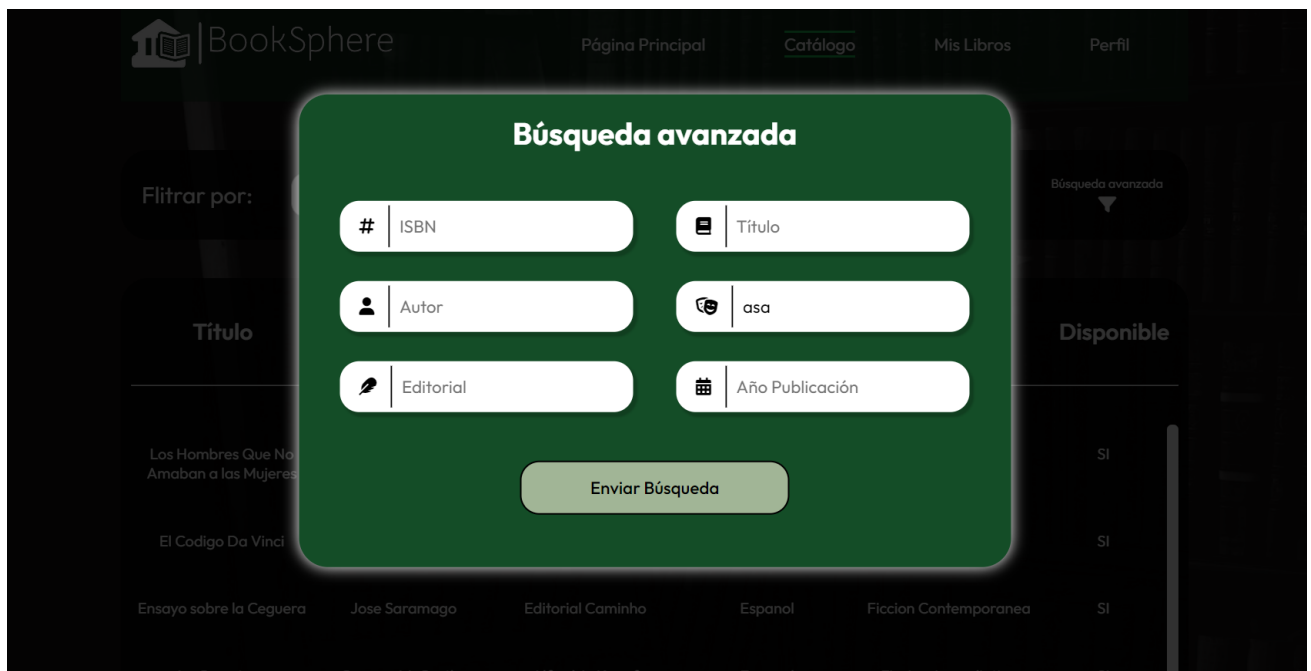 BookSphere
Página Principal
Catálogo
Mis Libros
Perfil
Búsqueda avanzada
Flitrar por:
Búsqueda avanzada
# ISBN
Título
Autor
asa
Título
Disponible
Editorial
Año Publicación
Los Hombres Que No
Amaban a las Mujeres
SI
Enviar Búsqueda
El Codigo Da Vinci
SI
Ensayo sobre la Ceguera
Jose Saramago
Editorial Caminho
Espanol
Ficcion Contemporanea
SI